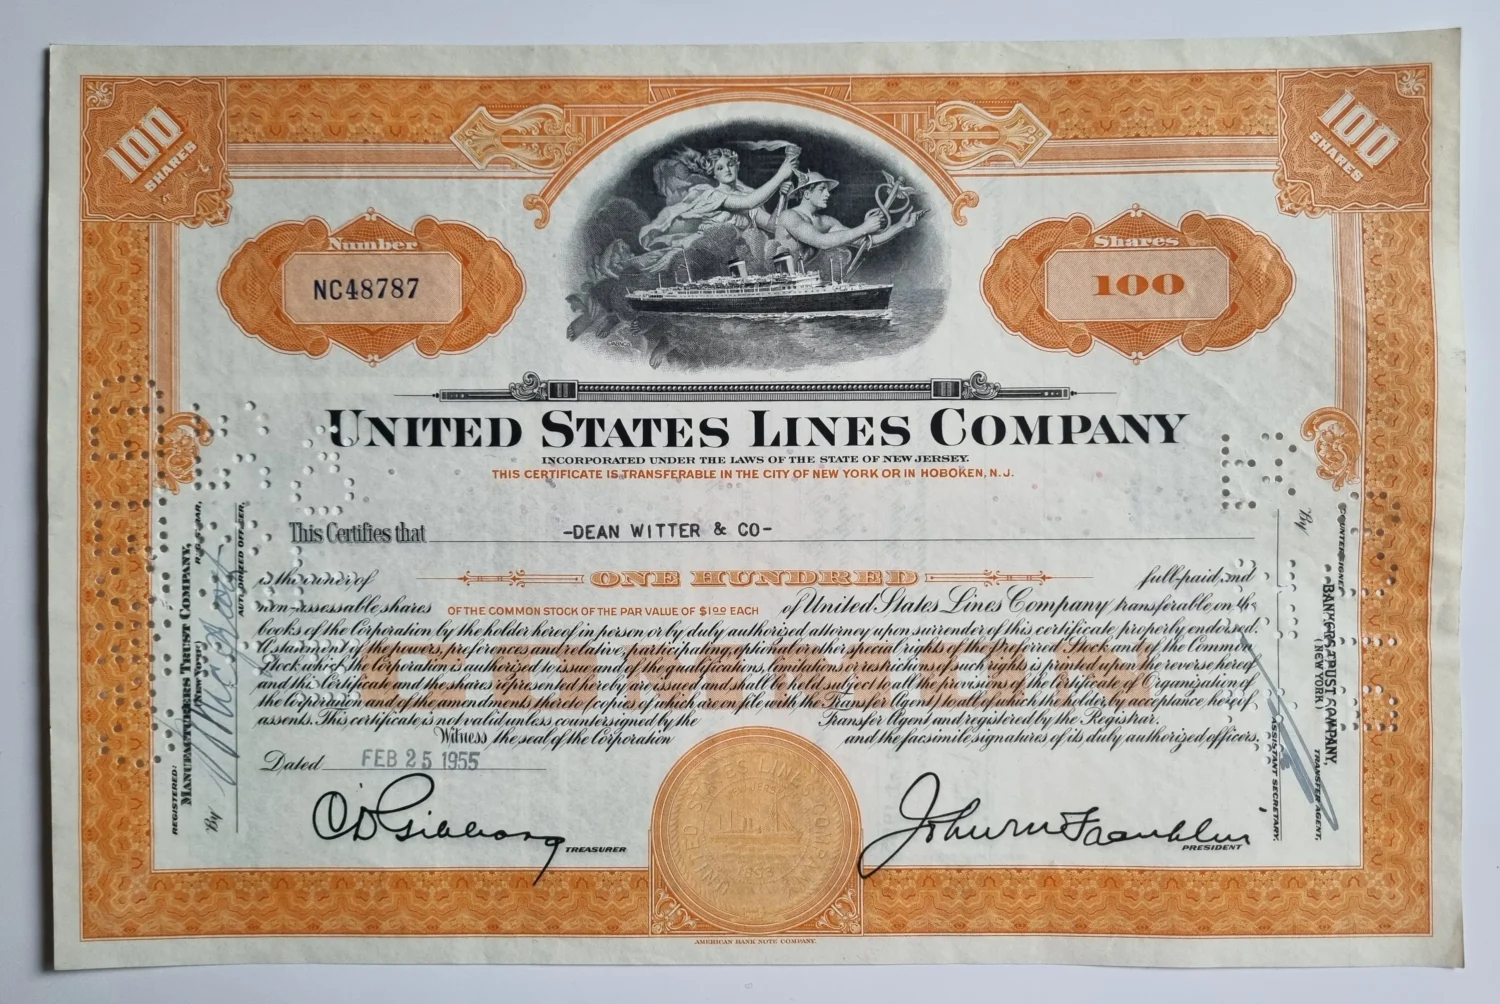 100
SHARES
100
SHARES
Number
NC48787
Shares
100
UNITED STATES LINES COMPANY
INCORPORATED UNDER THE LAWS OF THE STATE OF NEW JERSEY.
THIS CERTIFICATE IS TRANSFERABLE IN THE CITY OF NEW YORK OR IN HOBOKEN, N.J.
This Certifies that -DEAN WITTER & CO-
is the owner of ONE HUNDRED full-paid and
non-assessable shares OF THE COMMON STOCK OF THE PAR VALUE OF $1.00 EACH of United States Lines Company transferable on the
books of the Corporation by the holder hereof in person or by duly authorized attorney upon surrender of this certificate properly endorsed.
A statement of the powers, preferences and relative, participating, optional or other special rights of the Preferred Stock and of the Common
Stock which the Corporation is authorized to issue and of the qualifications, limitations or restrictions of such rights is printed upon the reverse hereof
and this Certificate and the shares represented hereby are issued and shall be held subject to all the provisions of the Certificate of Organization of
the Corporation and of the amendments thereto (copies of which are on file with the Transfer Agent) to all of which the holder, by acceptance hereof
assents. This certificate is not valid unless countersigned by the Transfer Agent and registered by the Registrar.
Witness the seal of the Corporation and the facsimile signatures of its duly authorized officers.
Dated FEB 25 1955
TREASURER
John M Franklin
PRESIDENT
UNITED STATES LINES COMPANY
1893
REGISTERED:
MANUFACTURERS TRUST COMPANY,
(NEW YORK)
REGISTRAR,
By
AUTHORIZED OFFICER.
COUNTERSIGNED:
BANKERS TRUST COMPANY,
(NEW YORK)
TRANSFER AGENT,
By
ASSISTANT SECRETARY.
AMERICAN BANK NOTE COMPANY.